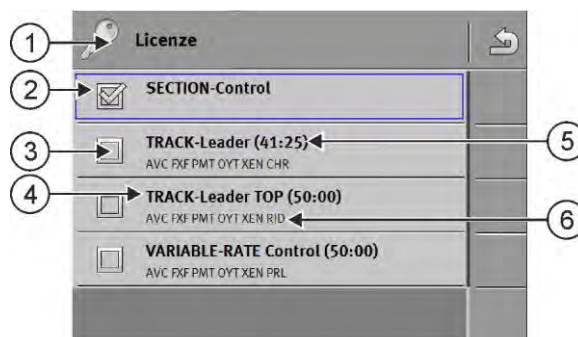 1
Licenze
2
SECTION-Control
3
TRACK-Leader (41:25)
5
AVC FXF PMT OYT XEN CHR
4
TRACK-Leader TOP (50:00)
AVC FXF PMT OYT XEN RID
6
VARIABLE-RATE Control (50:00)
AVC FXF PMT OYT XEN PRL